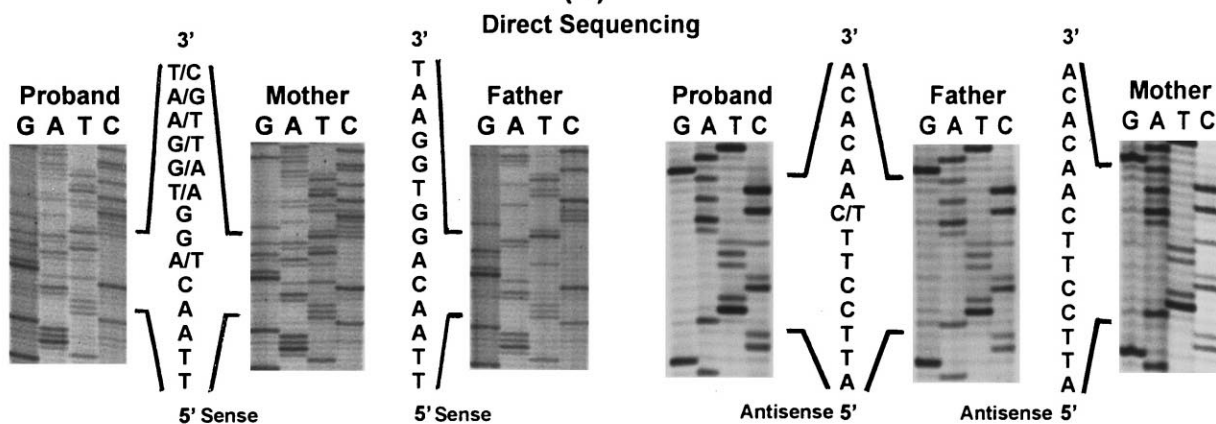 Direct Sequencing
Proband
G A T C
3’
T/C
A/G
A/T
G/T
G/A
T/A
G
G
A/T
C
A
A
T
T
5’ Sense
Mother
G A T C
3’
T
A
A
G
G
T
G
G
A
C
A
A
T
T
5’ Sense
Father
G A T C
Proband
G A T C
3’
A
C
A
C
A
A
C/T
T
T
C
C
T
T
A
Antisense 5’
Father
G A T C
3’
A
C
A
C
A
A
C
T
T
C
C
T
T
A
Antisense 5’
Mother
G A T C